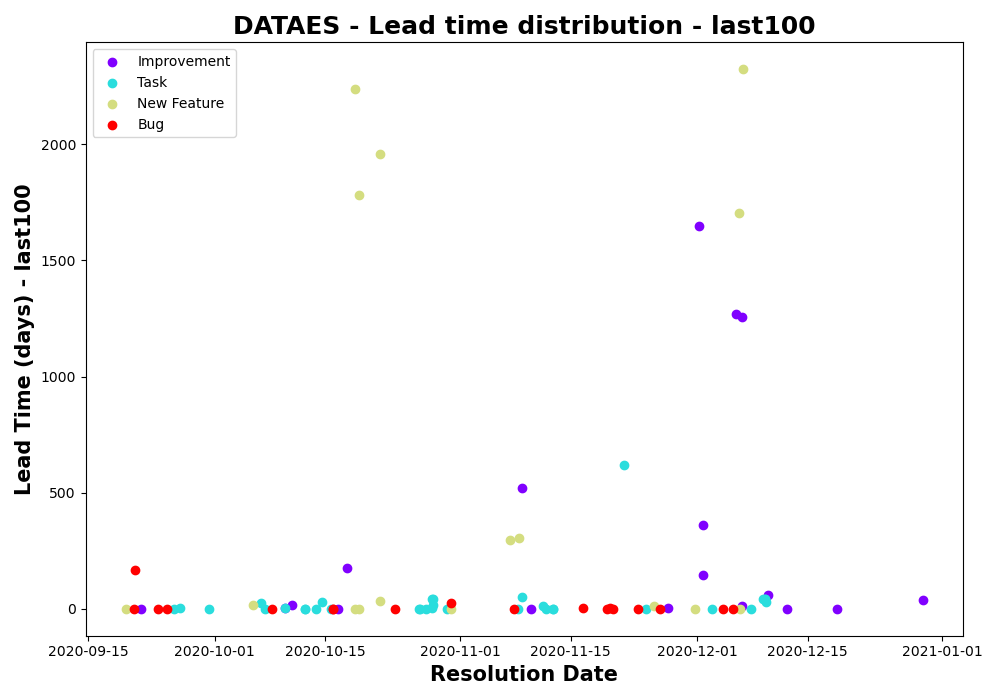 DATAES - Lead time distribution - last100
Improvement
Task
New Feature
Bug
Lead Time (days) - last100
2000
1500
1000
500
0
2020-09-15
2020-10-01
2020-10-15
2020-11-01
2020-11-15
2020-12-01
2020-12-15
2021-01-01
Resolution Date